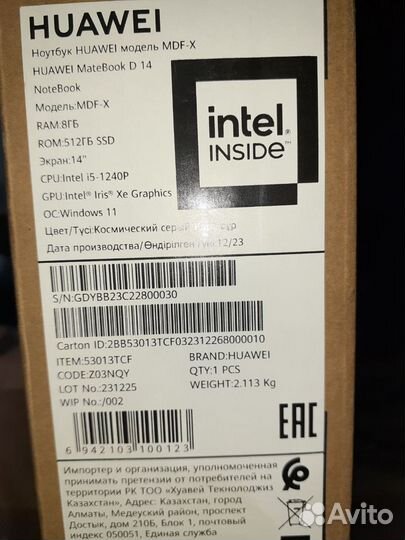 HUAWEI
Ноутбук HUAWEI модель MDF-X
HUAWEI MateBook D 14
NoteBook
Модель:MDF-X
RAM:8ГБ
ROM:512ГБ SSD
Экран:14"
CPU:Intel i5-1240P
GPU:Intel® Iris® Xe Graphics
ОС:Windows 11
intel®
INSIDE™
Цвет/Түсі:Космический серый сұр
Дата производства/Өндірілген 12/23
S/N:GDYBB23C22800030
Carton ID:2BB53013TCF032312268000010
ITEM:53013TCF BRAND:HUAWEI
CODE:Z03NQY QTY:1 PCS
LOT No.:231225 WEIGHT:2.113 Kg
WIP No.:/002
EAC
6 942103 100123
Импортер и организация, уполномоченная
принимать претензии от потребителей на
территории РК ТОО «Хуавей Текнолоджиз
Казахстан», Казахстан, город
Алматы, Медеуский район, проспект
Достык, дом 210Б, Блок 1, почтовый
индекс 050051, Единая служба
Avito